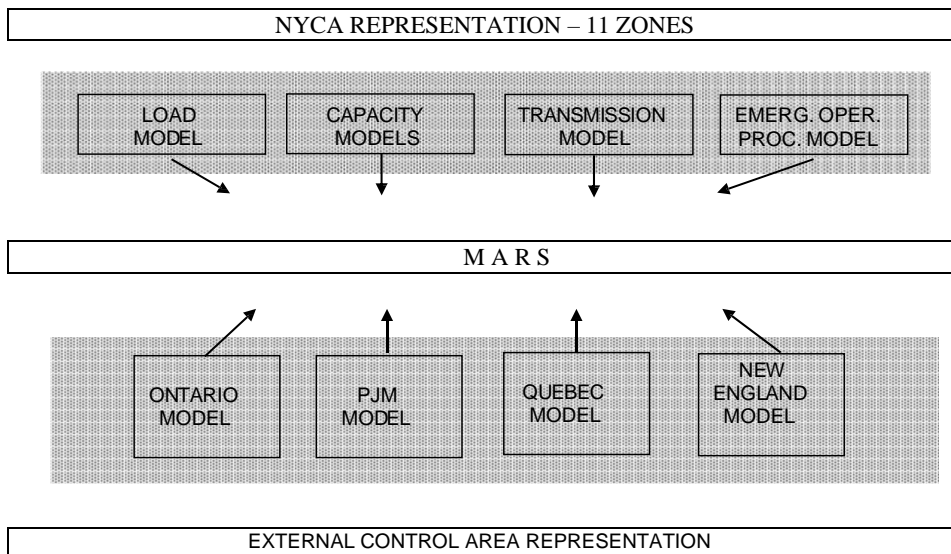 NYCA REPRESENTATION – 11 ZONES
LOAD
MODEL
CAPACITY
MODELS
TRANSMISSION
MODEL
EMERG. OPER.
PROC. MODEL
M A R S
ONTARIO
MODEL
PJM
MODEL
QUEBEC
MODEL
NEW
ENGLAND
MODEL
EXTERNAL CONTROL AREA REPRESENTATION